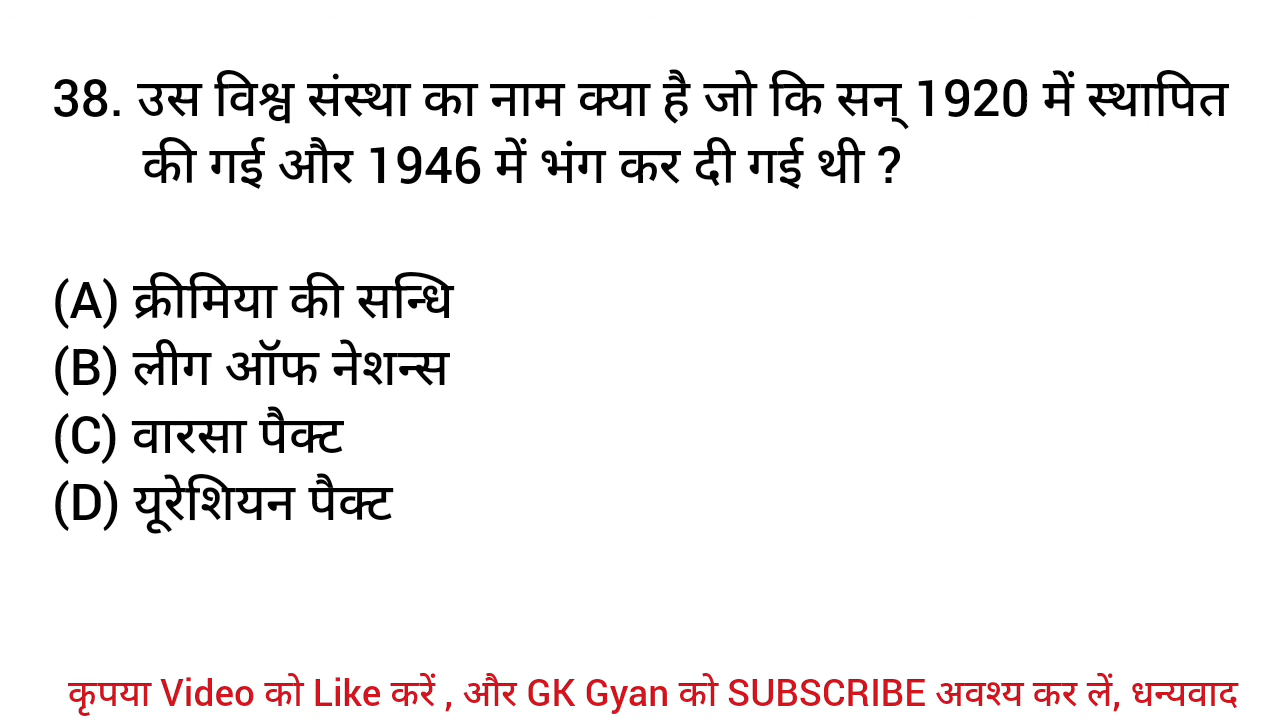 38. उस विश्व संस्था का नाम क्या है जो कि सन् 1920 में स्थापित
की गई और 1946 में भंग कर दी गई थी ?
(A) क्रीमिया की सन्धि
(B) लीग ऑफ नेशन्स
(C) वारसा पैक्ट
(D) यूरेशियन पैक्ट
कृपया Video को Like करें , और GK Gyan को SUBSCRIBE अवश्य कर लें, धन्यवाद